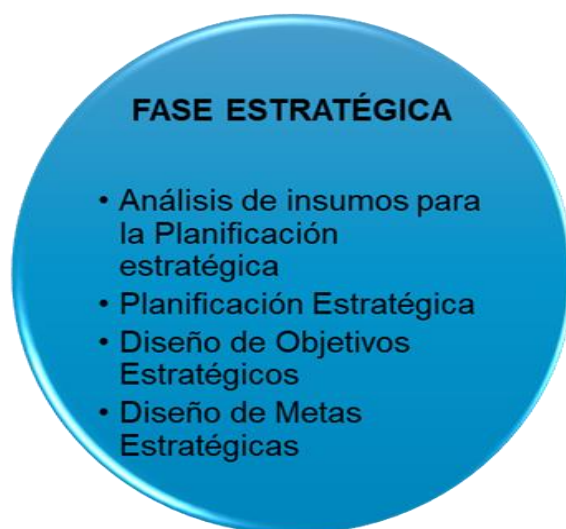 FASE ESTRATÉGICA
• Análisis de insumos para
la Planificación
estratégica
• Planificación Estratégica
• Diseño de Objetivos
Estratégicos
• Diseño de Metas
Estratégicas